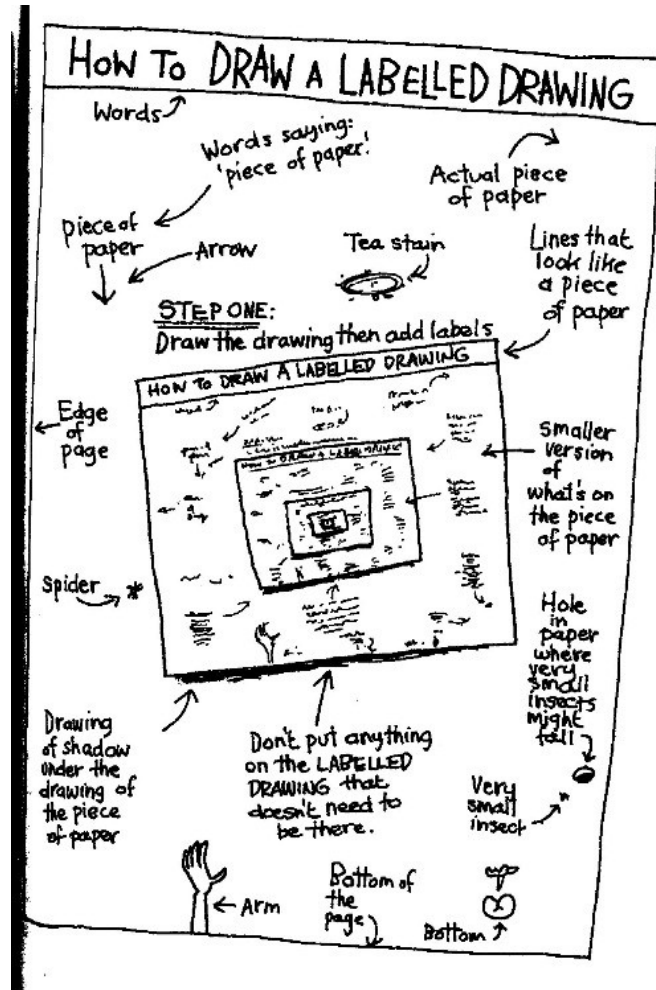 HOW TO DRAW A LABELLED DRAWING
Words
Words saying:
'piece of paper.'
Actual piece
of paper
piece of
paper
Arrow
Tea stain
Lines that
look like
a piece
of paper
STEP ONE:
Draw the drawing then add labels
HOW TO DRAW A LABELLED DRAWING
Edge
of
page
Smaller
version
of
what's on
the piece
of paper
HOW TO DRAW A LABELLED DRAWING
Spider
Hole
in
paper
where
very
small
insects
might
fall
Drawing
of shadow
under the
drawing of
the piece
of paper
Don't put anything
on the LABELLED
DRAWING that
doesn't need to
be there.
Very
small
insect
Arm
Bottom of
the
page
Bottom